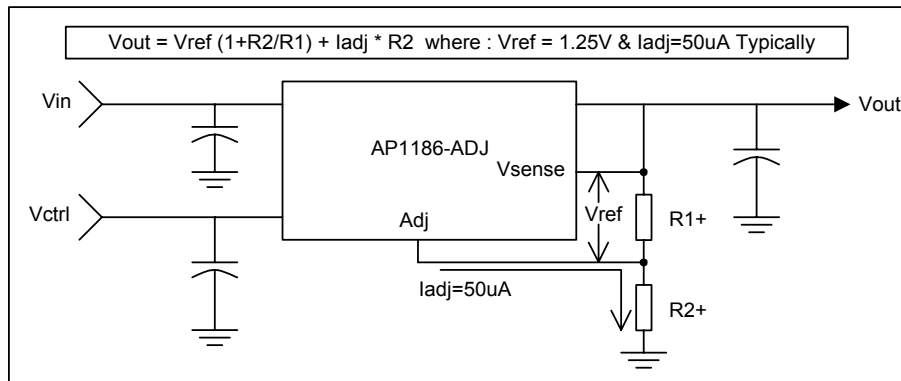 Vout = Vref (1+R2/R1) + Iadj * R2 where : Vref = 1.25V & Iadj=50uA Typically
Vin
Vout
AP1186-ADJ
Vsense
Vctrl
Adj
Vref
R1+
Iadj=50uA
R2+